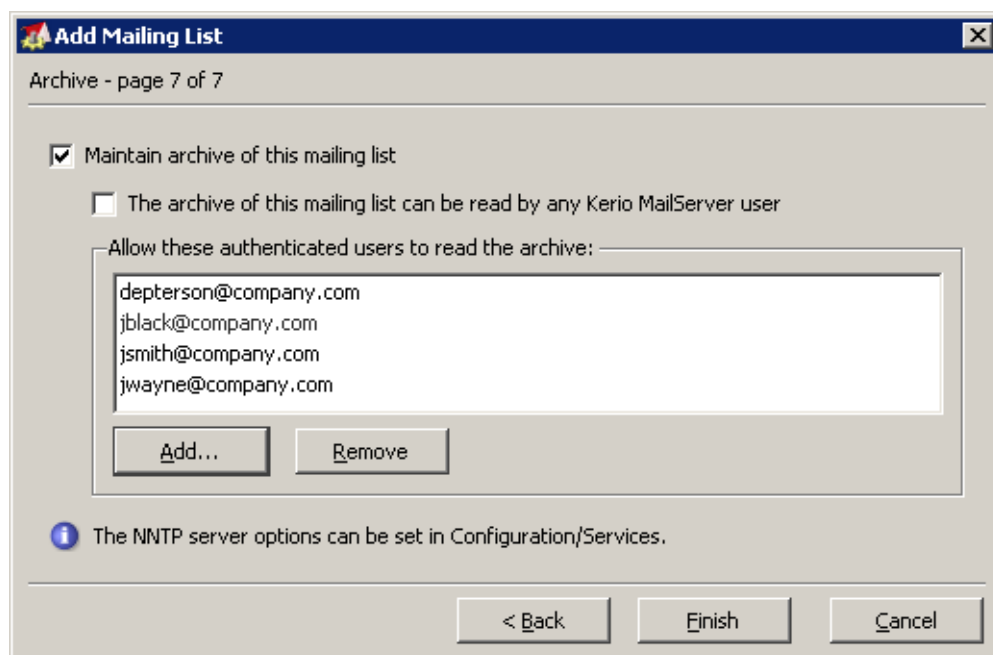 Add Mailing List
Archive - page 7 of 7
Maintain archive of this mailing list
The archive of this mailing list can be read by any Kerio MailServer user
Allow these authenticated users to read the archive:
depterson@company.com
jblack@company.com
jsmith@company.com
jwayne@company.com
Add...
Remove
The NNTP server options can be set in Configuration/Services.
< Back
Finish
Cancel